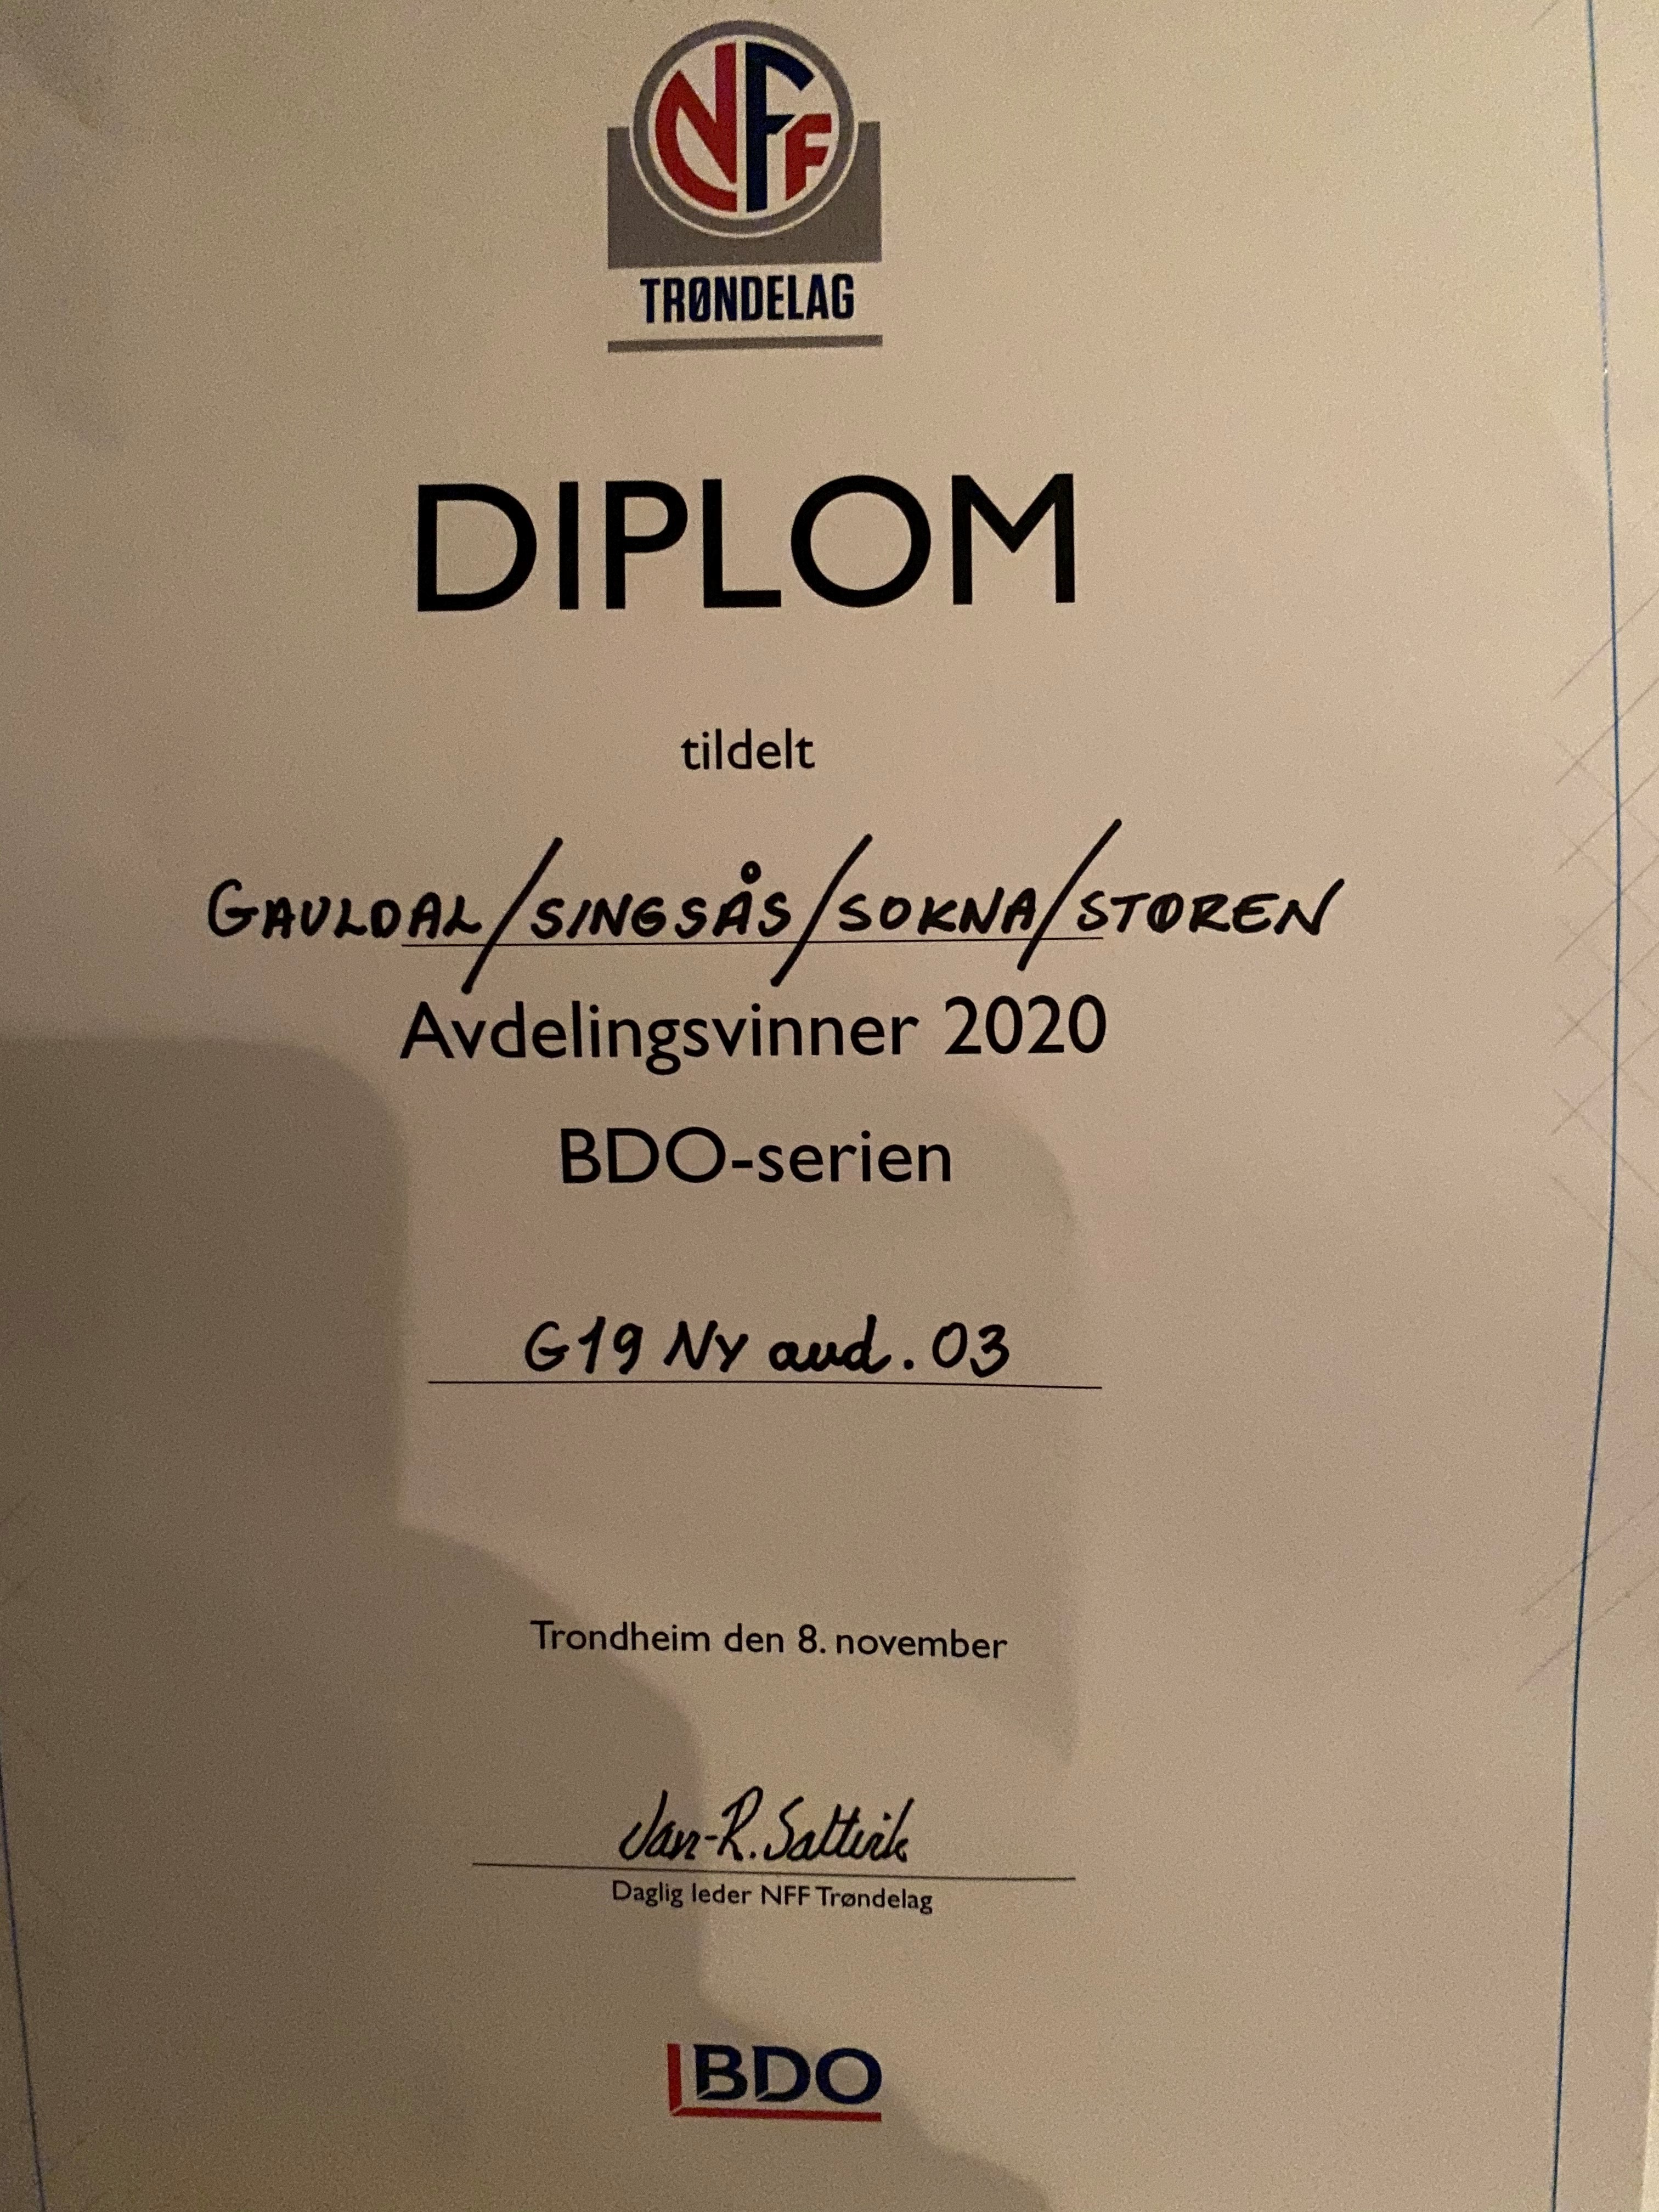 NFF
TRØNDELAG
DIPLOM
tildelt
GAULDAL/SINGSÅS/SOKNA/STØREN
Avdelingsvinner 2020
BDO-serien
G19 NY avd. 03
Trondheim den 8. november
Jan-R. Saltvik
Daglig leder NFF Trøndelag
BDO